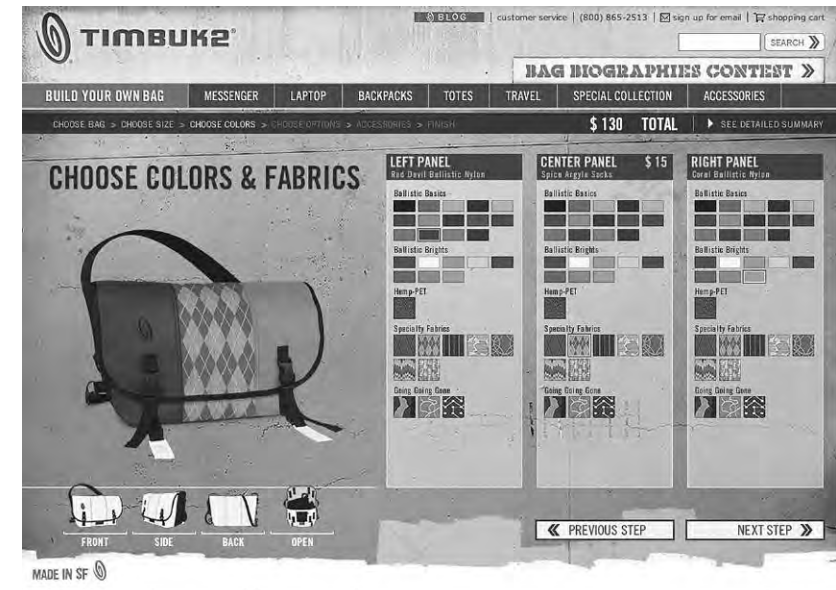 BLOG | customer service | (800) 865-2513 | sign up for email | shopping cart
TIMBUK2
SEARCH
BAG BIOGRAPHIES CONTEST
BUILD YOUR OWN BAG MESSENGER LAPTOP BACKPACKS TOTES TRAVEL SPECIAL COLLECTION ACCESSORIES
CHOOSE BAG > CHOOSE SIZE > CHOOSE COLORS > CHOOSE OPTIONS > ACCESSORIES > FINISH $130 TOTAL SEE DETAILED SUMMARY
CHOOSE COLORS & FABRICS
LEFT PANEL
Red Devil Ballistic Nylon
Ballistic Basics
Ballistic Brights
Hemp-PET
Specialty Fabrics
Going Going Gone
CENTER PANEL $15
Spice Argyle Socks
Ballistic Basics
Ballistic Brights
Hemp-PET
Specialty Fabrics
Going Going Gone
RIGHT PANEL
Coral Ballistic Nylon
Ballistic Basics
Ballistic Brights
Hemp-PET
Specialty Fabrics
Going Going Gone
FRONT SIDE BACK OPEN
PREVIOUS STEP NEXT STEP
MADE IN SF